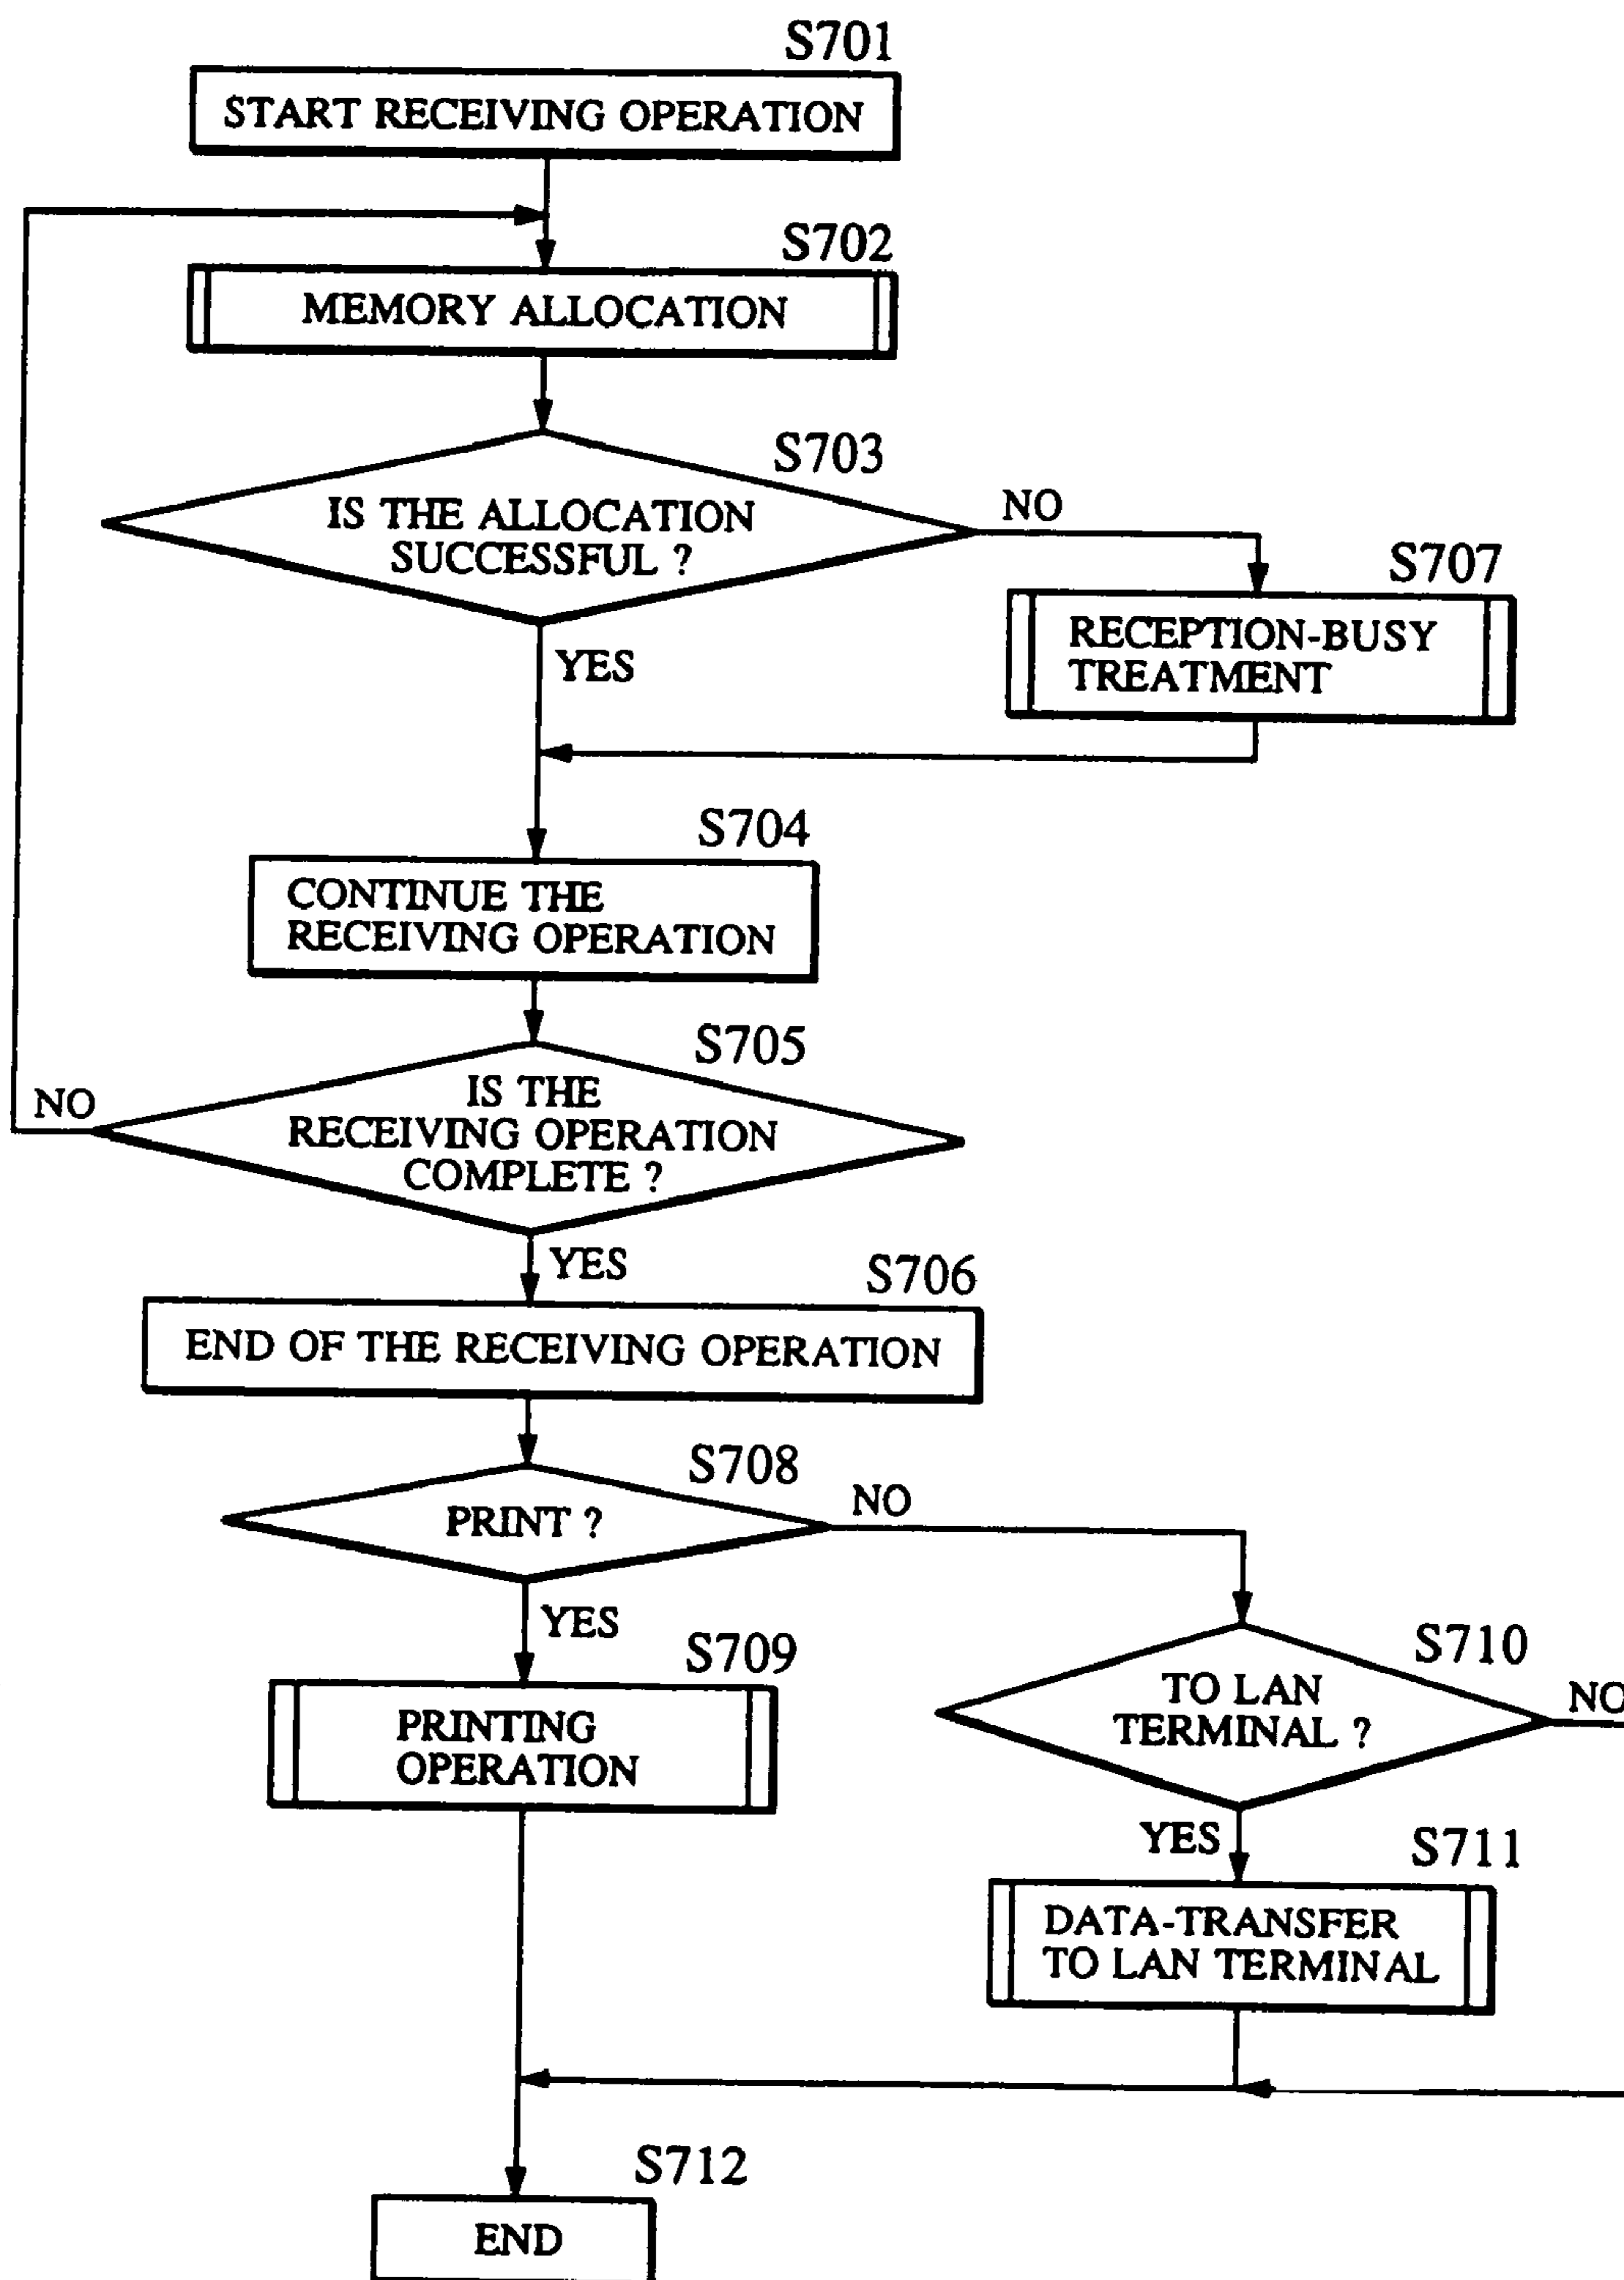 S701
START RECEIVING OPERATION
S702
MEMORY ALLOCATION
S703
IS THE ALLOCATION
SUCCESSFUL ?
NO
S707
RECEPTION-BUSY
TREATMENT
YES
S704
CONTINUE THE
RECEIVING OPERATION
S705
IS THE
RECEIVING OPERATION
COMPLETE ?
NO
YES
S706
END OF THE RECEIVING OPERATION
S708
PRINT ?
NO
YES
S709
PRINTING
OPERATION
S710
TO LAN
TERMINAL ?
NO
YES
S711
DATA-TRANSFER
TO LAN TERMINAL
S712
END